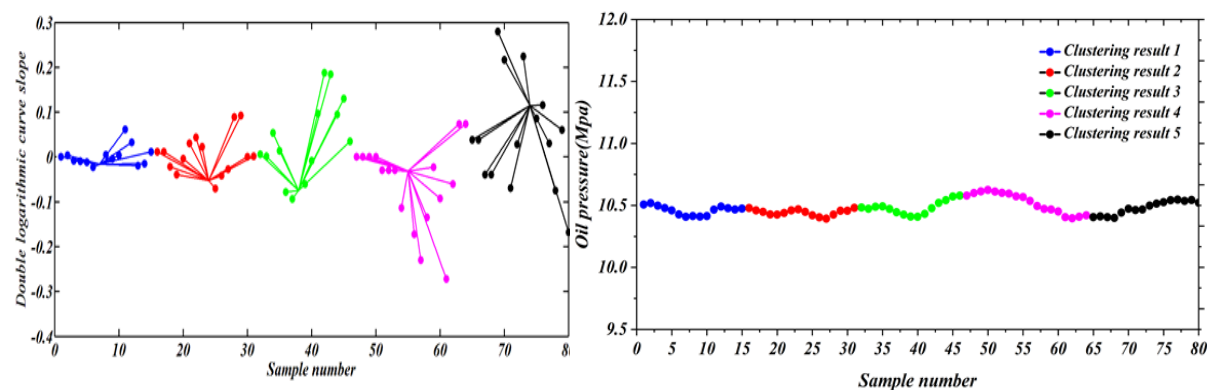 Double logarithmic curve slope
0.3
0.2
0.1
0
-0.1
-0.2
-0.3
-0.4
0 10 20 30 40 50 60 70 8
Sample number
Oil pressure(Mpa)
12.0
11.5
11.0
10.5
10.0
9.5
Clustering result 1
Clustering result 2
Clustering result 3
Clustering result 4
Clustering result 5
0 5 10 15 20 25 30 35 40 45 50 55 60 65 70 75 80
Sample number